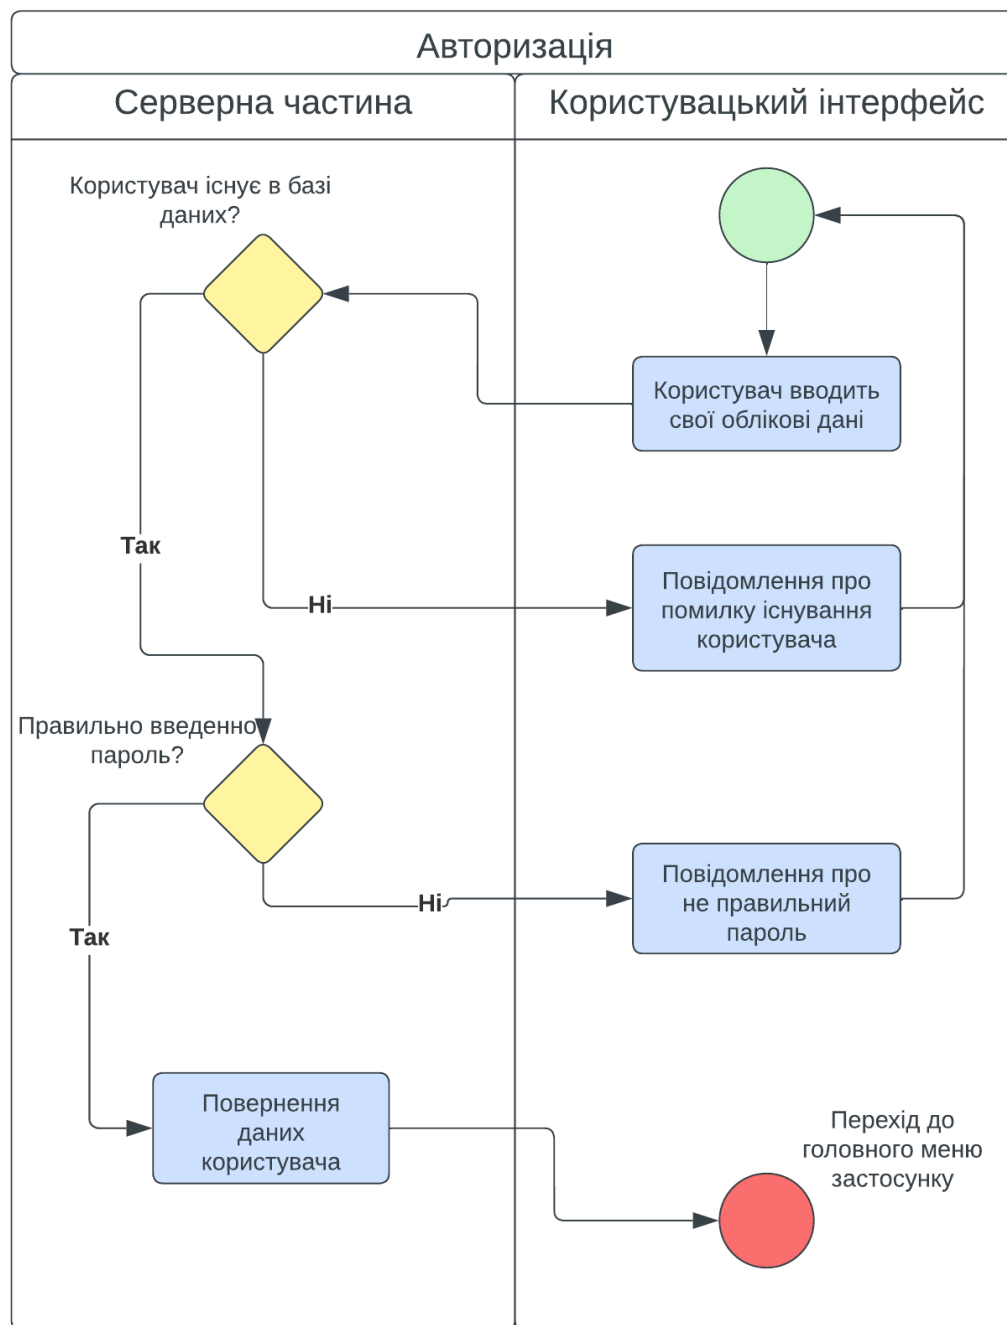 Авторизація
Серверна частина
Користувацький інтерфейс
Користувач існує в базі
даних?
Користувач вводить
свої облікові дані
Так
Ні
Повідомлення про
помилку існування
користувача
Правильно введенно
пароль?
Ні
Повідомлення про
не правильний
пароль
Так
Повернення
даних
користувача
Перехід до
головного меню
застосунку